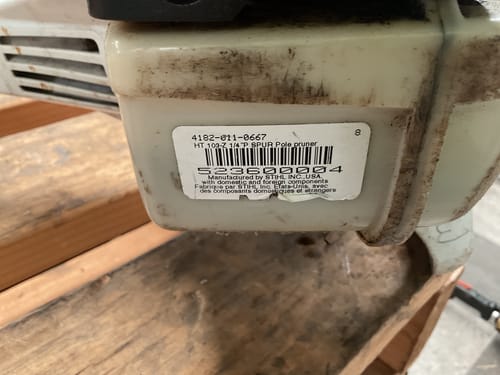 4182-011-0667 8
HT 103-Z 1/4"P SPUR Pole pruner
523600004
Manufactured by STIHL INC.,USA,
with domestic and foreign components
Fabriqué par STIHL Inc. États-Unis, avec
des composants domestiques et étrangers